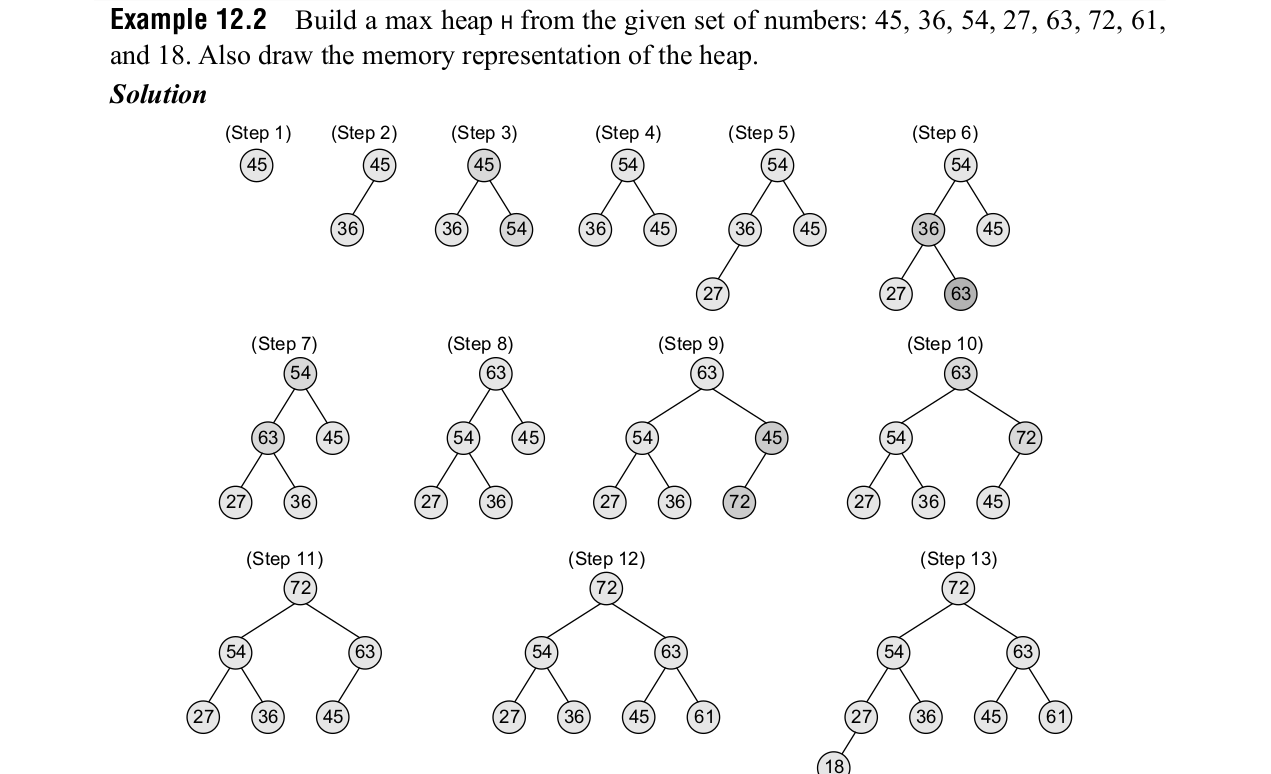 Example 12.2 Build a max heap H from the given set of numbers: 45, 36, 54, 27, 63, 72, 61,
and 18. Also draw the memory representation of the heap.
Solution
(Step 1) (Step 2) (Step 3) (Step 4) (Step 5) (Step 6)
45 45 45 54 54 54
36 36 54 36 45 36 45 36 45
27 27 63
(Step 7) (Step 8) (Step 9) (Step 10)
54 63 63 63
63 45 54 45 54 45 54 72
27 36 27 36 27 36 72 27 36 45
(Step 11) (Step 12) (Step 13)
72 72 72
54 63 54 63 54 63
27 36 45 27 36 45 61 27 36 45 61
18